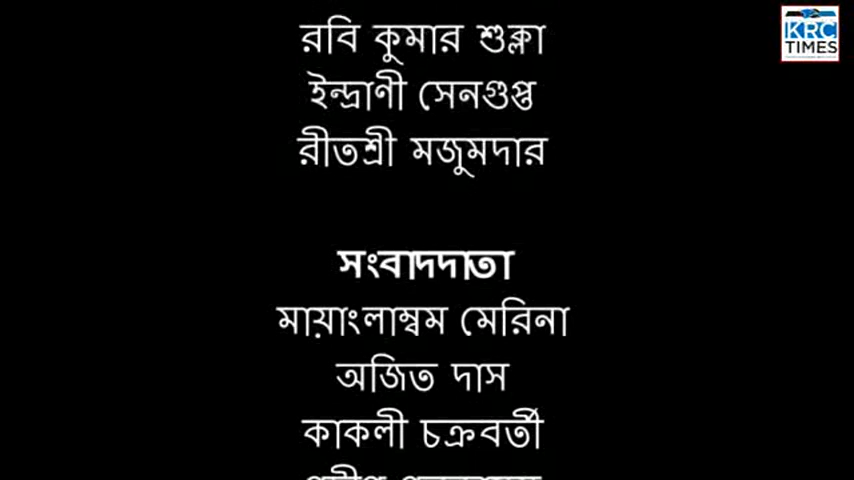 KRC
TIMES
রবি কুমার শুক্লা
ইন্দ্রাণী সেনগুপ্ত
রীতশ্রী মজুমদার
সংবাদদাতা
মায়াংলাম্বম মেরিনা
অজিত দাস
কাকলী চক্রবর্তী